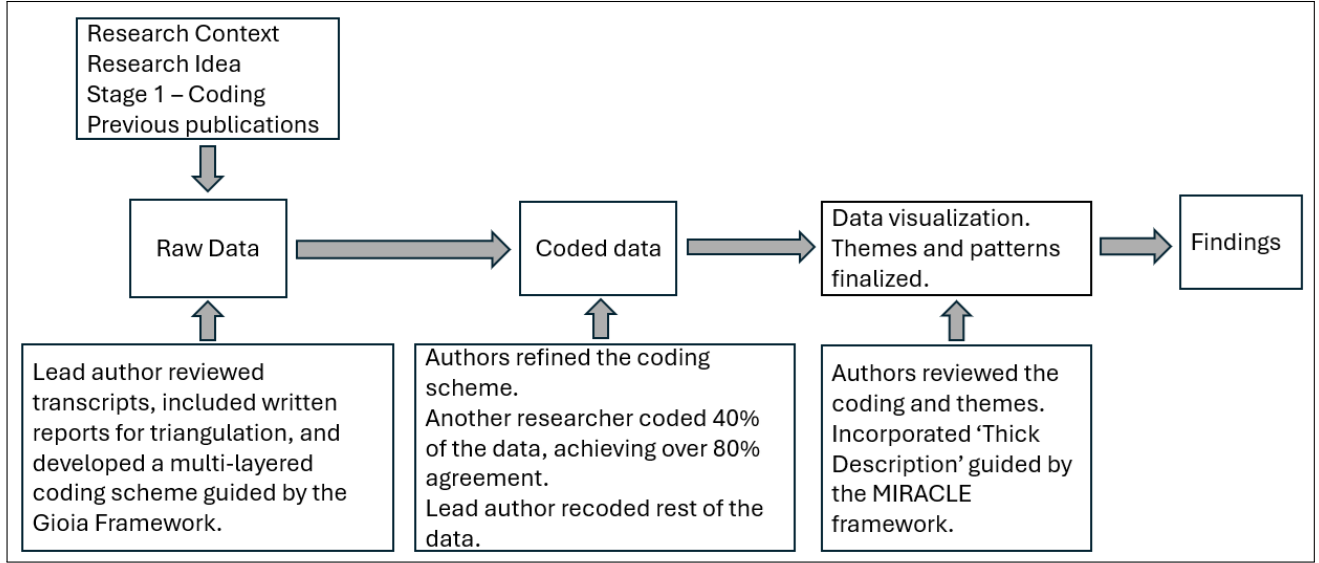 Research Context
Research Idea
Stage 1 – Coding
Previous publications
Raw Data
Coded data
Data visualization.
Themes and patterns
finalized.
Findings
Lead author reviewed
transcripts, included written
reports for triangulation, and
developed a multi-layered
coding scheme guided by the
Gioia Framework.
Authors refined the coding
scheme.
Another researcher coded 40%
of the data, achieving over 80%
agreement.
Lead author recoded rest of the
data.
Authors reviewed the
coding and themes.
Incorporated ‘Thick
Description’ guided by
the MIRACLE
framework.